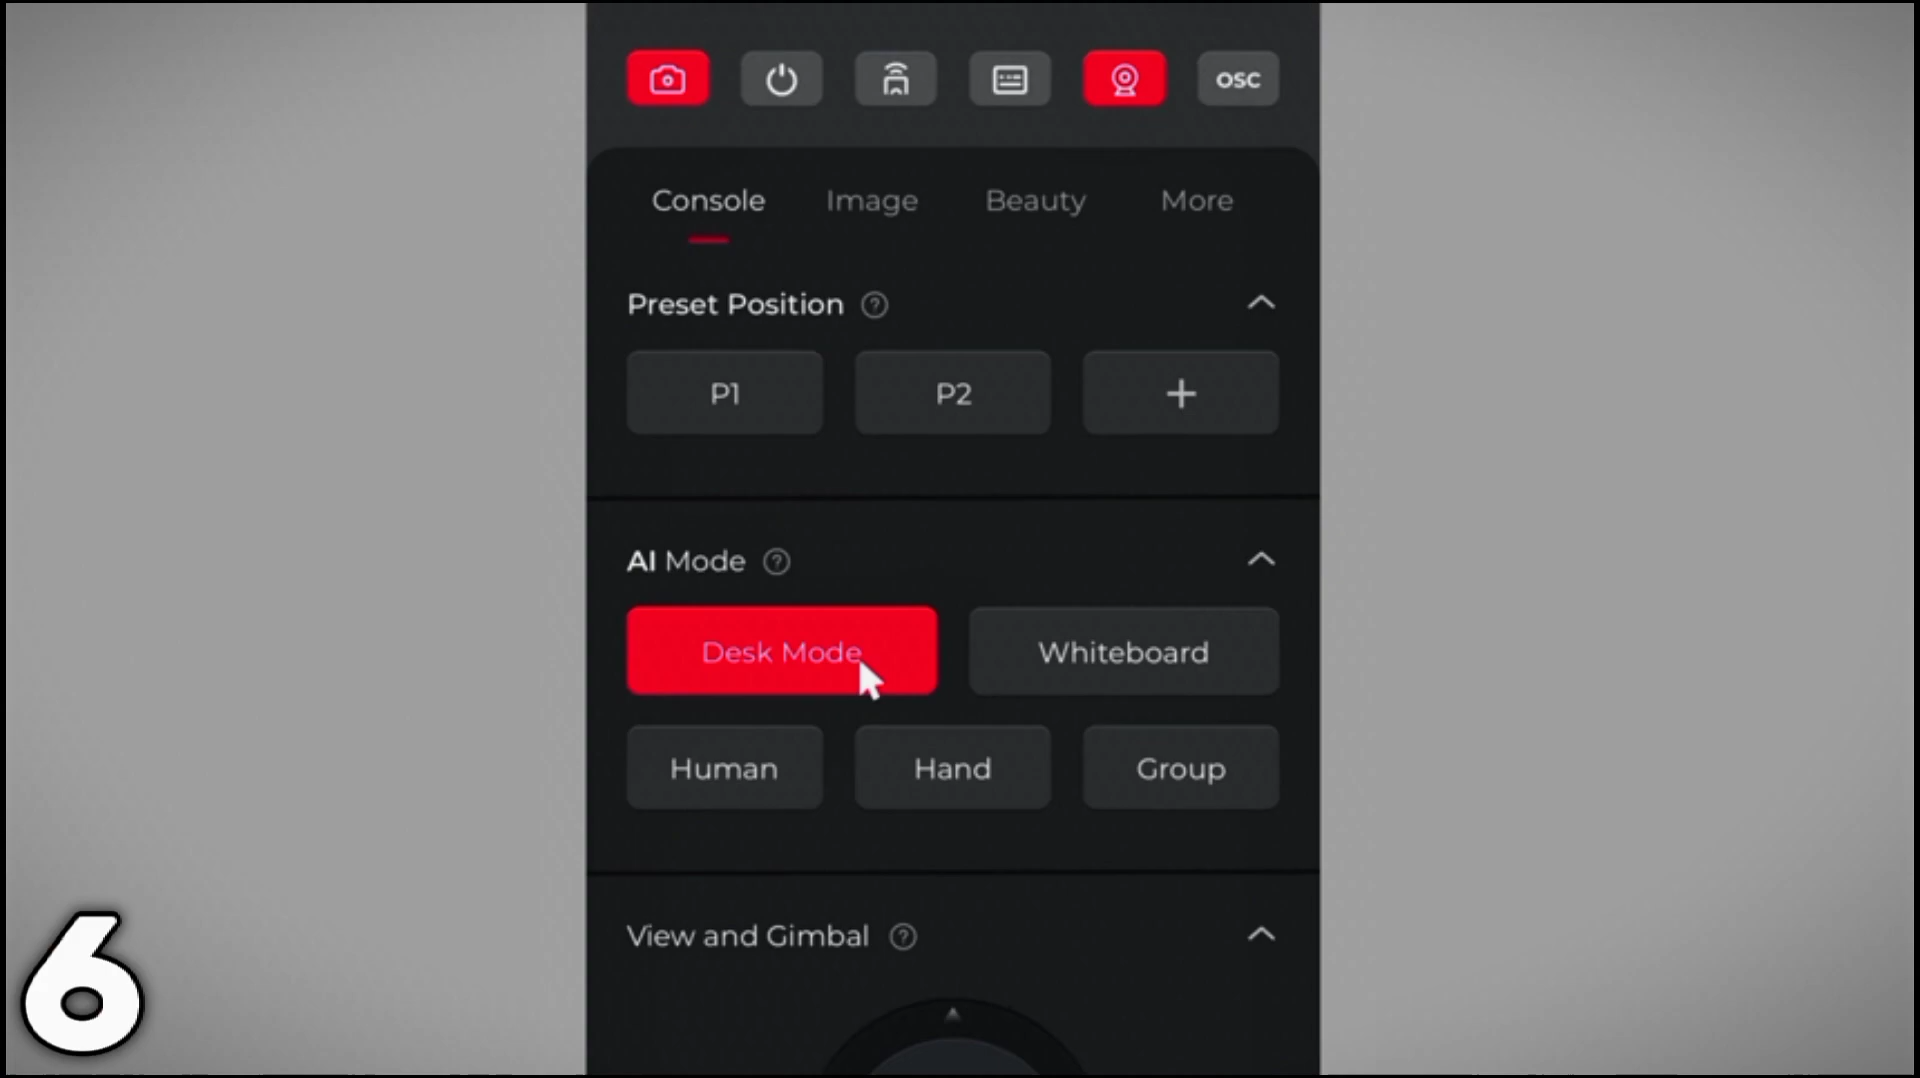 OSC
Console Image Beauty More
Preset Position ?
P1 P2 +
AI Mode ?
Desk Mode Whiteboard
Human Hand Group
View and Gimbal ?
6